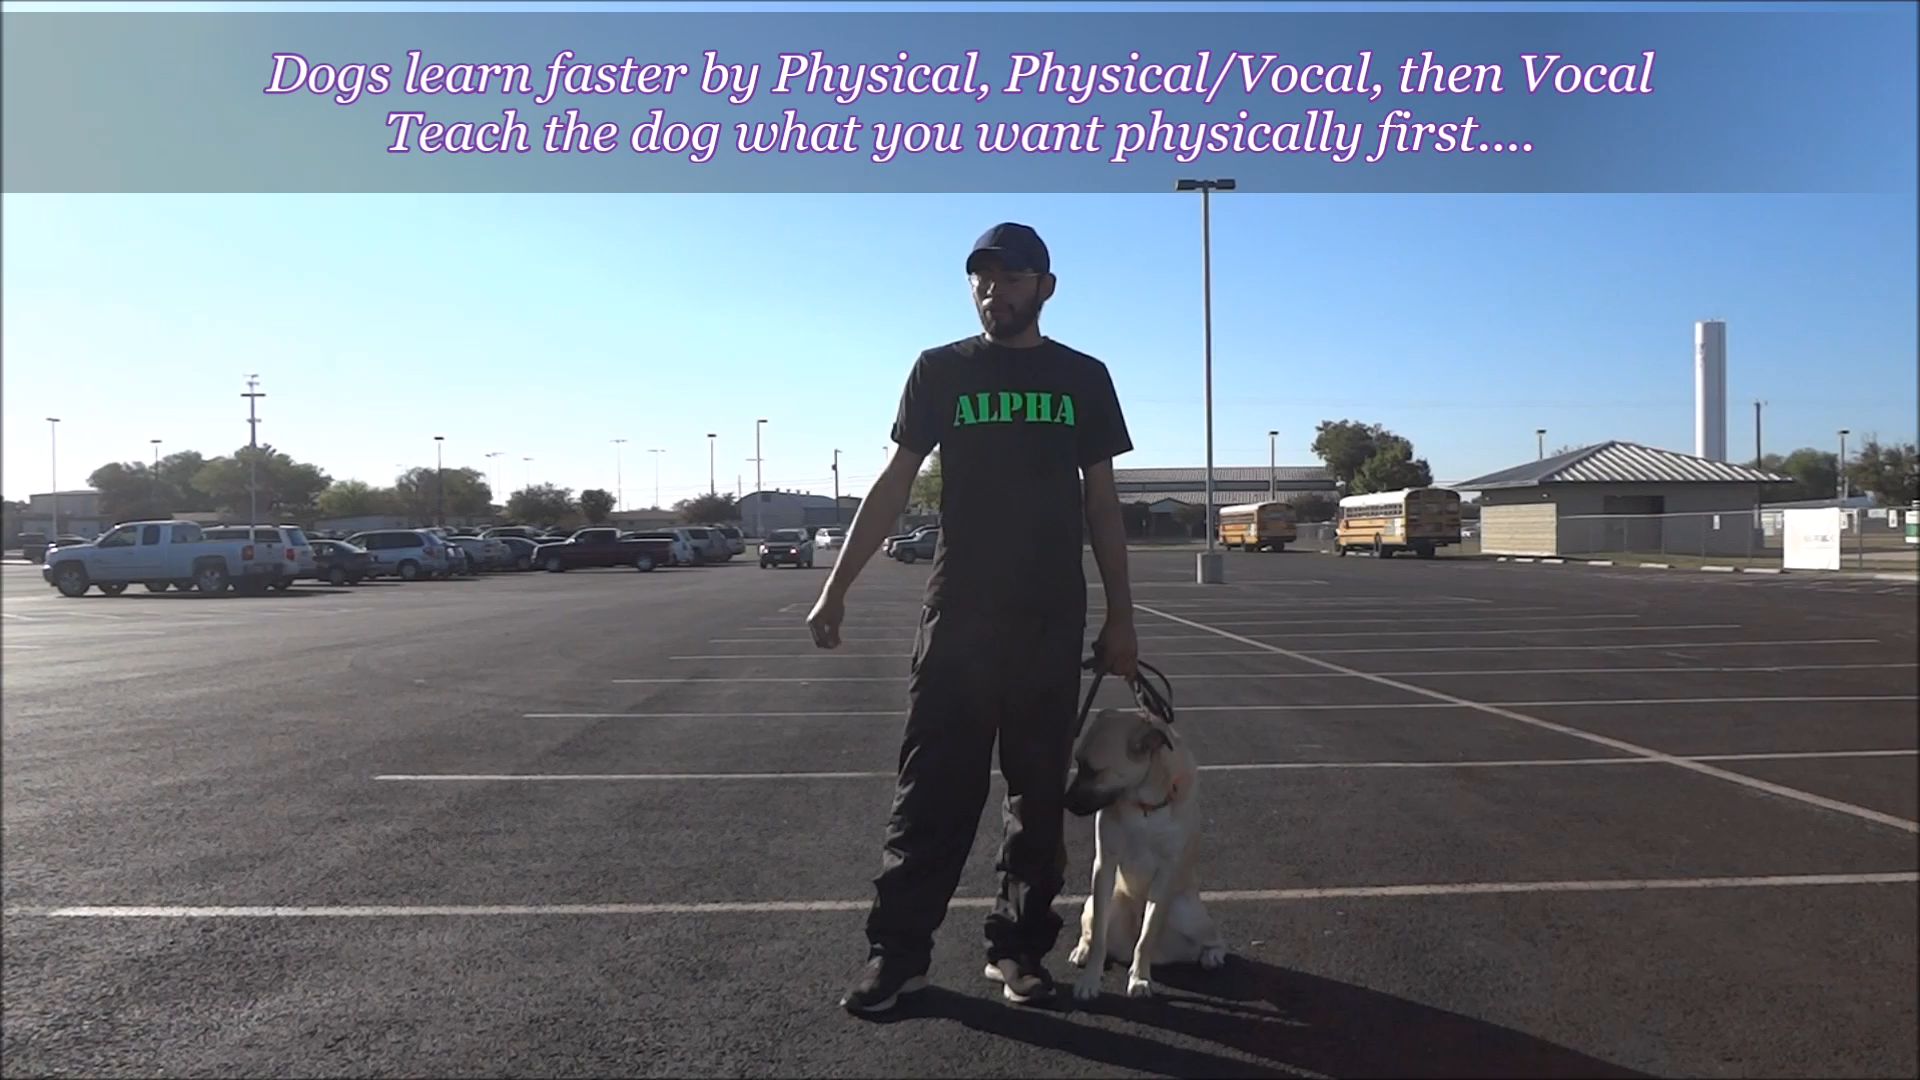 Dogs learn faster by Physical, Physical/Vocal, then Vocal
Teach the dog what you want physically first....
ALPHA